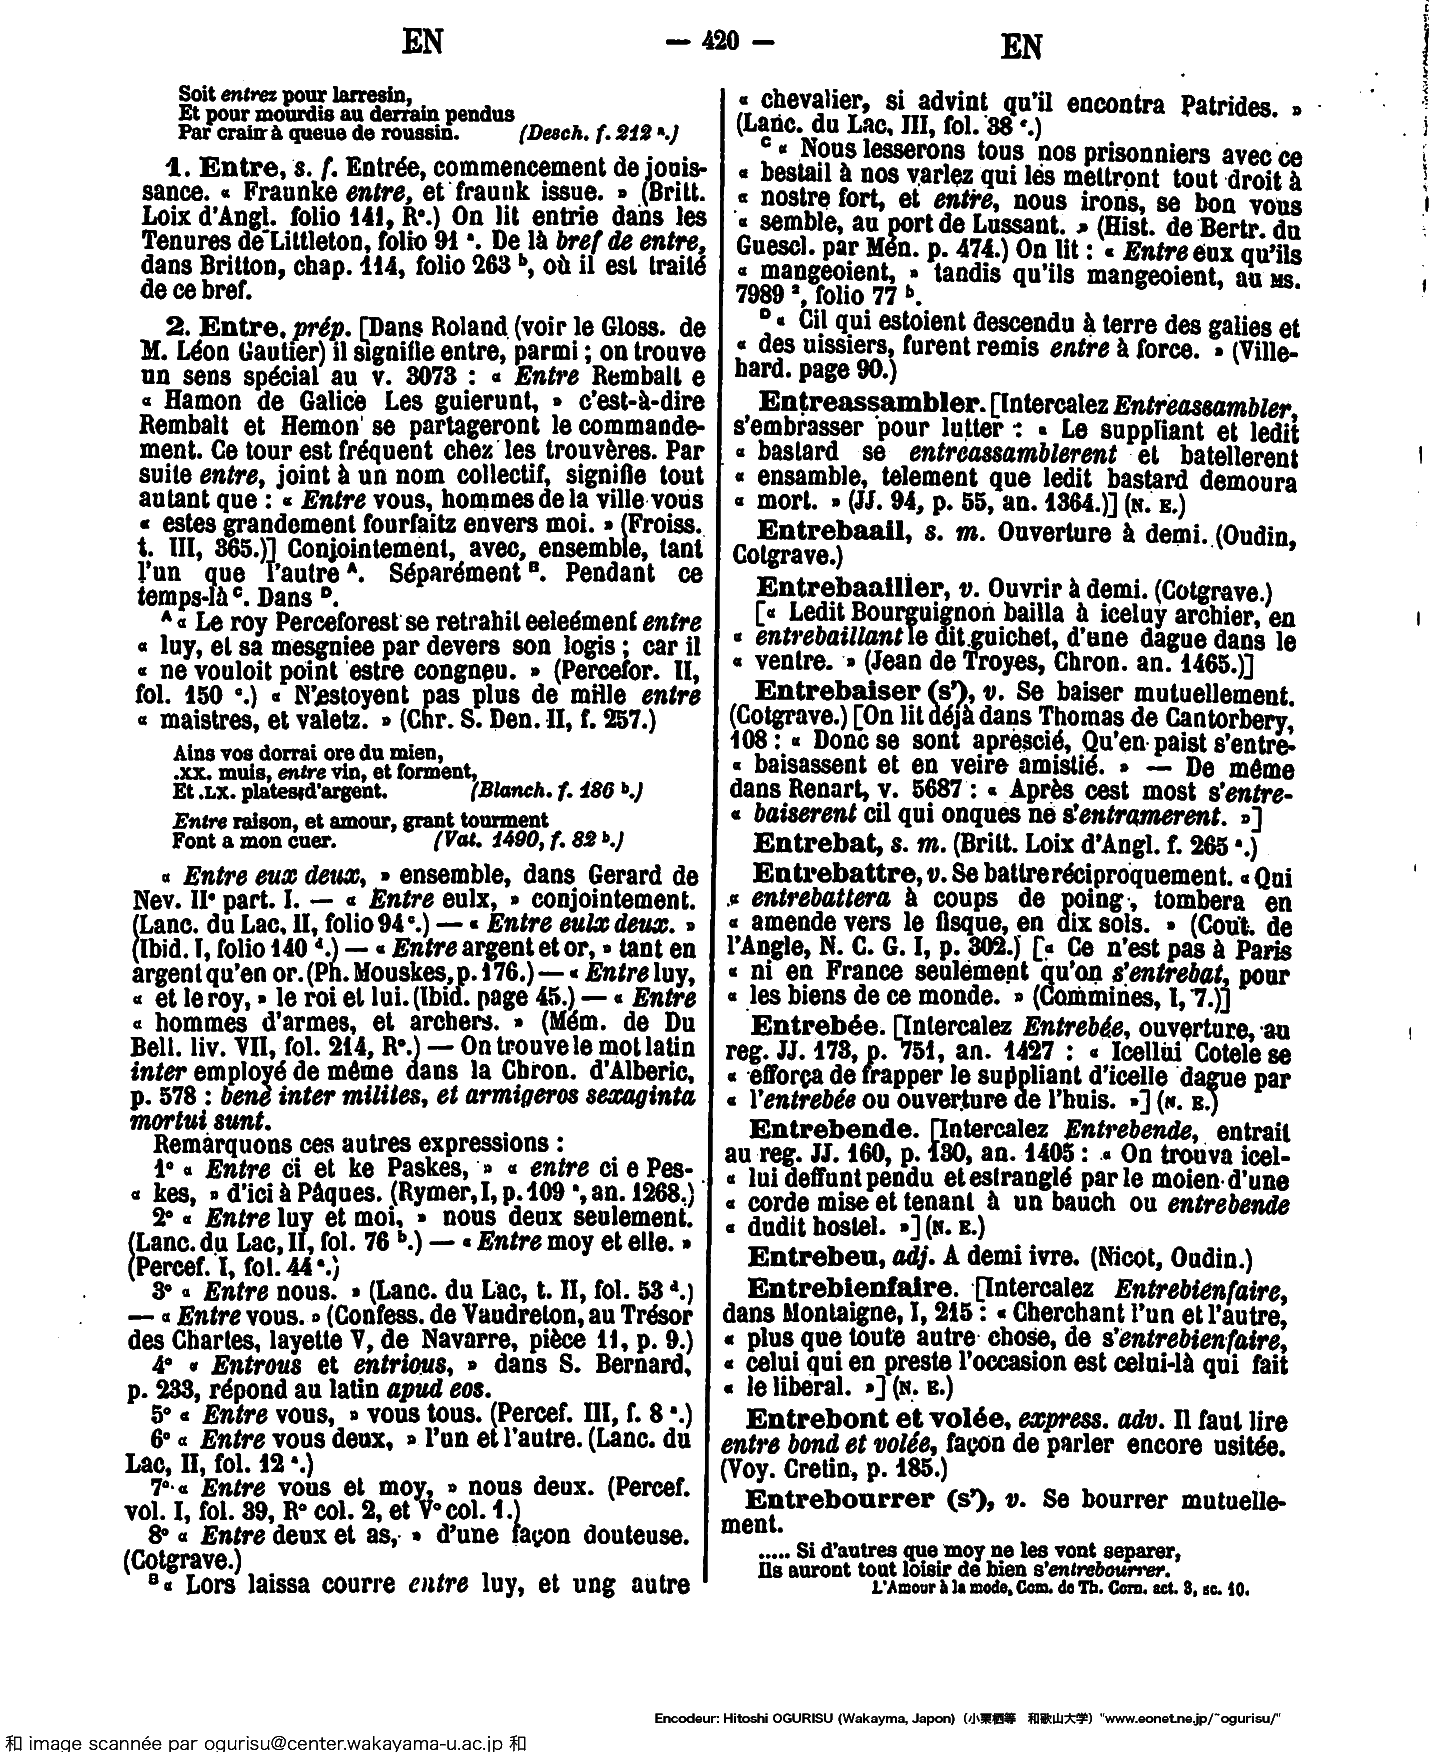 EN
— 420 —
EN
Soit entrez pour larresin,
Et pour mourdis au derrain pendus
Par crain à queue de roussin. (Desch. f. 212 ª.)
1. Entre, s. f. Entrée, commencement de jouis-
sance. « Fraunke entre, et fraunk issue. » (Britt.
Loix d'Angl. folio 141, Rº.) On lit entrie dans les
Tenures de Littleton, folio 91 ª. De là bref de entre,
dans Britton, chap. 114, folio 263 ᵇ, où il est traité
de ce bref.
2. Entre, prép. [Dans Roland (voir le Gloss. de
M. Léon Gautier) il signifie entre, parmi ; on trouve
un sens spécial au v. 3073 : « Entre Rembalt e
« Hamon de Galice Les guierunt, » c'est-à-dire
Rembalt et Hemon se partageront le commande-
ment. Ce tour est fréquent chez les trouvères. Par
suite entre, joint à un nom collectif, signifie tout
autant que : « Entre vous, hommes de la ville vous
« estes grandement fourfaitz envers moi. » (Froiss.
t. III, 365.)] Conjointement, avec, ensemble, tant
l'un que l'autre ᴬ. Séparément ᴮ. Pendant ce
temps-là ᶜ. Dans ᴰ.
ᴬ « Le roy Perceforest se retrahit eeleément entre
« luy, et sa mesgniee par devers son logis ; car il
« ne vouloit point estre congneu. » (Percefor. II,
fol. 150 ᶜ.) « N'estoyent pas plus de mille entre
« maistres, et valetz. » (Chr. S. Den. II, f. 257.)
Ains vos dorrai ore du mien,
.XX. muis, entre vin, et forment,
Et .LX. plates d'argent. (Blanch. f. 186 ᵇ.)
Entre raison, et amour, grant tourment
Font a mon cuer. (Vat. 1490, f. 82 ᵇ.)
« Entre eux deux, » ensemble, dans Gerard de
Nev. IIᵉ part. I. — « Entre eulx, » conjointement.
(Lanc. du Lac, II, folio 94 ᶜ.) — « Entre eulx deux. »
(Ibid. I, folio 140 ᵈ.) — « Entre argent et or, » tant en
argent qu'en or. (Ph. Mouskes, p. 176.) — « Entre luy,
« et le roy, » le roi et lui. (Ibid. page 45.) — « Entre
« hommes d'armes, et archers. » (Mém. de Du
Bell. liv. VII, fol. 214, Rº.) — On trouve le mot latin
inter employé de même dans la Chron. d'Alberic,
p. 578 : bene inter milites, et armigeros sexaginta
mortui sunt.
Remarquons ces autres expressions :
1º « Entre ci et ke Paskes, » « entre ci e Pes-
« kes, » d'ici à Pâques. (Rymer, I, p. 109 ª, an. 1268.)
2º « Entre luy et moi, » nous deux seulement.
(Lanc. du Lac, II, fol. 76 ᵇ.) — « Entre moy et elle. »
(Percef. I, fol. 44 ª.)
3º « Entre nous. » (Lanc. du Lac, t. II, fol. 53 ᵈ.)
— « Entre vous. » (Confess. de Vaudreton, au Trésor
des Chartes, layette V, de Navarre, pièce 11, p. 9.)
4º « Entrous et entrious, » dans S. Bernard,
p. 233, répond au latin apud eos.
5º « Entre vous, » vous tous. (Percef. III, f. 8 ª.)
6º « Entre vous deux, » l'un et l'autre. (Lanc. du
Lac, II, fol. 12 ª.)
7º « Entre vous et moy, » nous deux. (Percef.
vol. I, fol. 39, Rº col. 2, et Vº col. 1.)
8º « Entre deux et as, » d'une façon douteuse.
(Cotgrave.)
ᴮ « Lors laissa courre entre luy, et ung autre
« chevalier, si advint qu'il encontra Patrides. »
(Lanc. du Lac, III, fol. 38 ᶜ.)
ᶜ « Nous lesserons tous nos prisonniers avec ce
« bestail à nos varlez qui les mettront tout droit à
« nostre fort, et entre, nous irons, se bon vous
« semble, au port de Lussant. » (Hist. de Bertr. du
Guescl. par Mén. p. 474.) On lit : « Entre eux qu'ils
« mangeoient, » tandis qu'ils mangeoient, au MS.
7989 ², folio 77 ᵇ.
ᴰ « Cil qui estoient descendu à terre des galies et
« des uissiers, furent remis entre à force. » (Ville-
hard. page 90.)
Entreassambler. [Intercalez Entreassambler,
s'embrasser pour lutter : « Le suppliant et ledit
« bastard se entreassamblerent et batellerent
« ensamble, telement que ledit bastard demoura
« mort. » (JJ. 94, p. 55, an. 1364.)] (N. E.)
Entrebaail, s. m. Ouverture à demi. (Oudin,
Cotgrave.)
Entrebaaillier, v. Ouvrir à demi. (Cotgrave.)
[« Ledit Bourguignon bailla à iceluy archier, en
« entrebaillant le dit guichet, d'une dague dans le
« ventre. » (Jean de Troyes, Chron. an. 1465.)]
Entrebaiser (s'), v. Se baiser mutuellement.
(Cotgrave.) [On lit déjà dans Thomas de Cantorbery,
108 : « Donc se sont aprescié, Qu'en paist s'entre-
« baisassent et en veire amistié. » — De même
dans Renart, v. 5687 : « Après cest most s'entre-
« baiserent cil qui onques ne s'entramerent. »]
Entrebat, s. m. (Britt. Loix d'Angl. f. 265 ª.)
Entrebattre, v. Se battre réciproquement. « Qui
« entrebattera à coups de poing, tombera en
« amende vers le fisque, en dix sols. » (Cout. de
l'Angle, N. C. G. I, p. 302.) [« Ce n'est pas à Paris
« ni en France seulement qu'on s'entrebat, pour
« les biens de ce monde. » (Commines, I, 7.)]
Entrebée. [Intercalez Entrebée, ouverture, au
reg. JJ. 173, p. 751, an. 1427 : « Icellui Cotele se
« efforça de frapper le suppliant d'icelle dague par
« l'entrebée ou ouverture de l'huis. »] (N. E.)
Entrebende. [Intercalez Entrebende, entrait
au reg. JJ. 160, p. 130, an. 1405 : « On trouva icel-
« lui deffunt pendu et estranglé par le moien d'une
« corde mise et tenant à un bauch ou entrebende
« dudit hostel. »] (N. E.)
Entrebeu, adj. A demi ivre. (Nicot, Oudin.)
Entrebienfaire. [Intercalez Entrebienfaire,
dans Montaigne, I, 215 : « Cherchant l'un et l'autre,
« plus que toute autre chose, de s'entrebienfaire,
« celui qui en preste l'occasion est celui-là qui fait
« le liberal. »] (N. E.)
Entrebont et volée, express. adv. Il faut lire
entre bond et volée, façon de parler encore usitée.
(Voy. Cretin, p. 185.)
Entrebourrer (s'), v. Se bourrer mutuelle-
ment.
..... Si d'autres que moy ne les vont separer,
Ils auront tout loisir de bien s'entrebourrer.
L'Amour à la mode, Com. de Th. Corn. act. 3, sc. 10.
Encodeur: Hitoshi OGURISU (Wakayma, Japon) (小栗栖等 和歌山大学) "www.eonet.ne.jp/~ogurisu/"
和 image scannée par ogurisu@center.wakayama-u.ac.jp 和